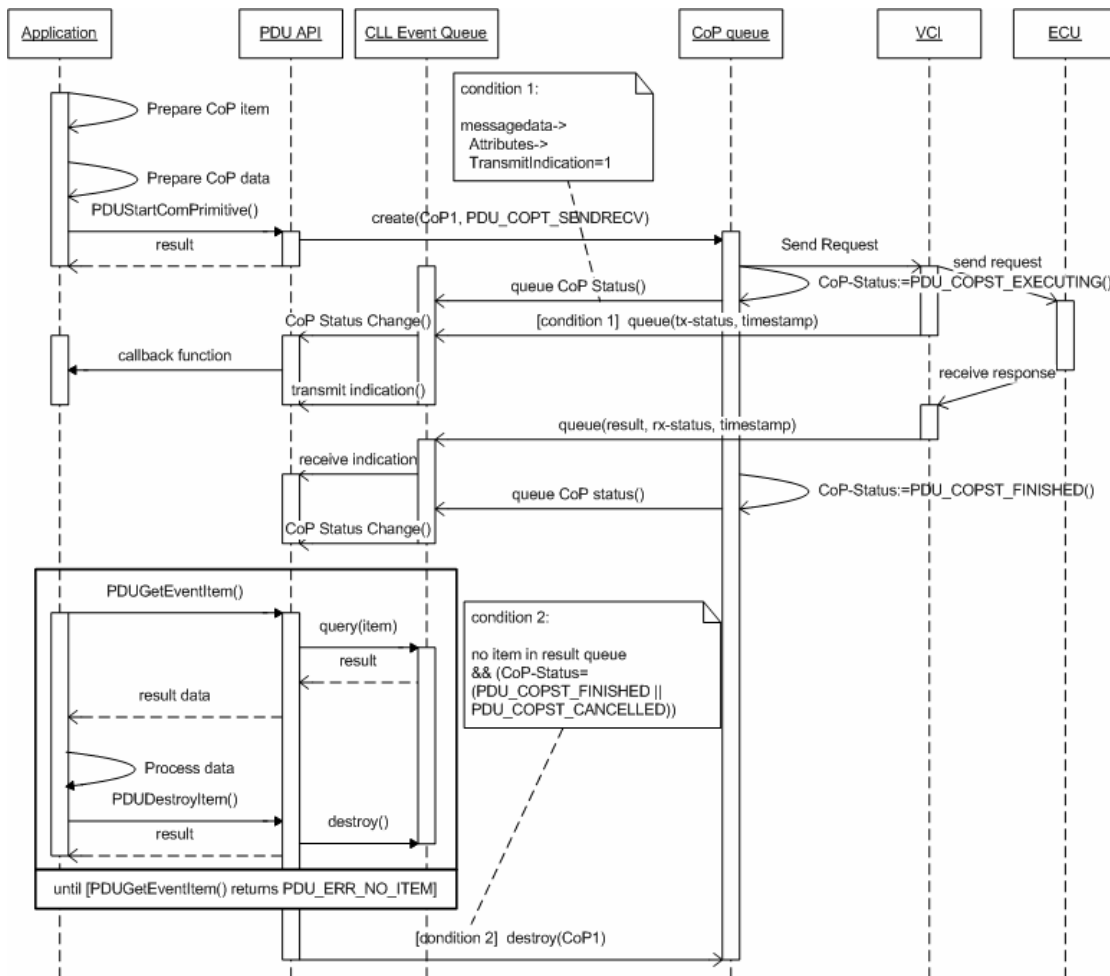 Application
PDU API
CLL Event Queue
CoP queue
VCI
ECU
condition 1:
messagedata->
Attributes->
TransmitIndication=1
Prepare CoP item
Prepare CoP data
PDUStartComPrimitive()
create(CoP1, PDU_COPT_SENDRECV)
result
Send Request
send request
queue CoP Status()
CoP-Status:=PDU_COPST_EXECUTING()
CoP Status Change()
[condition 1] queue(tx-status, timestamp)
callback function
receive response
transmit indication()
queue(result, rx-status, timestamp)
receive indication
queue CoP status()
CoP-Status:=PDU_COPST_FINISHED()
CoP Status Change()
PDUGetEventItem()
query(item)
result
result data
condition 2:
no item in result queue
&& (CoP-Status=
(PDU_COPST_FINISHED ||
PDU_COPST_CANCELLED))
Process data
PDUDestroyItem()
destroy()
result
until [PDUGetEventItem() returns PDU_ERR_NO_ITEM]
[condition 2] destroy(CoP1)